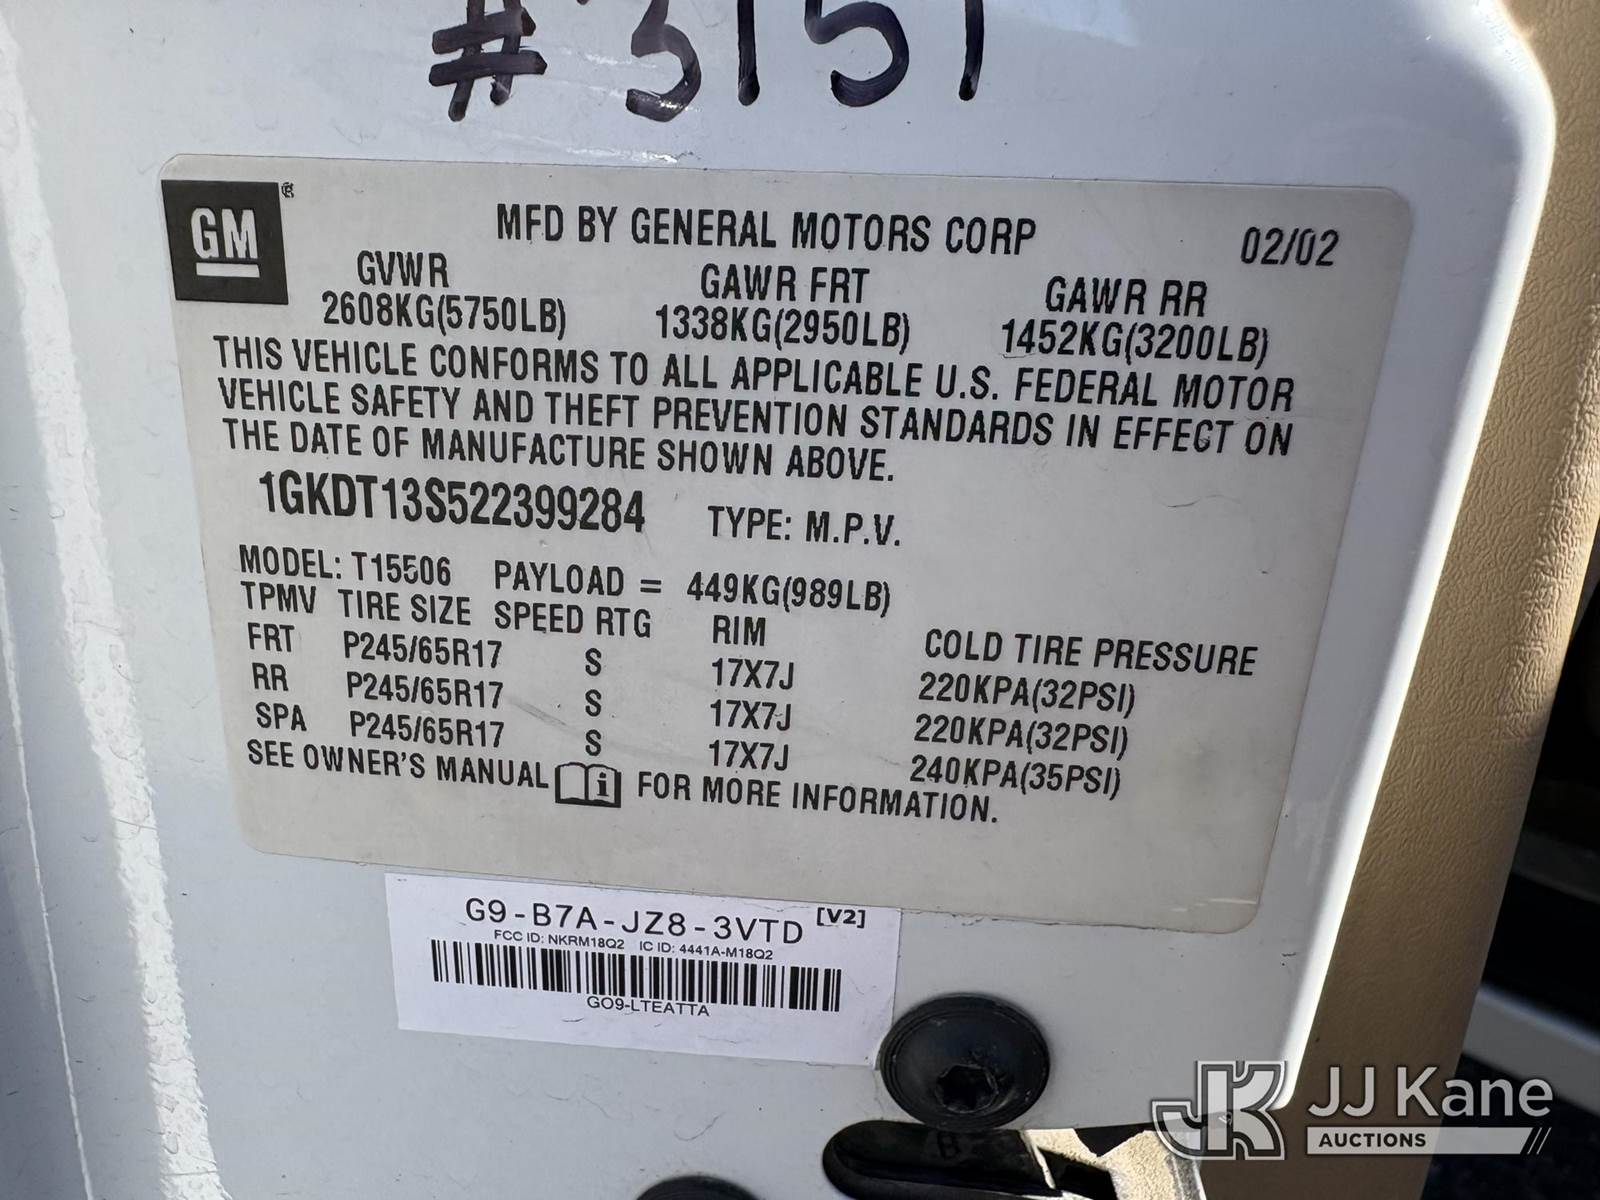 #3151
GM
MFD BY GENERAL MOTORS CORP 02/02
GVWR GAWR FRT GAWR RR
2608KG(5750LB) 1338KG(2950LB) 1452KG(3200LB)
THIS VEHICLE CONFORMS TO ALL APPLICABLE U.S. FEDERAL MOTOR
VEHICLE SAFETY AND THEFT PREVENTION STANDARDS IN EFFECT ON
THE DATE OF MANUFACTURE SHOWN ABOVE.
1GKDT13S522399284 TYPE: M.P.V.
MODEL: T15506 PAYLOAD = 449KG(989LB)
TPMV TIRE SIZE SPEED RTG RIM COLD TIRE PRESSURE
FRT P245/65R17 S 17X7J 220KPA(32PSI)
RR P245/65R17 S 17X7J 220KPA(32PSI)
SPA P245/65R17 S 17X7J 240KPA(35PSI)
SEE OWNER'S MANUAL i FOR MORE INFORMATION.
G9-B7A-JZ8-3VTD [V2]
FCC ID: NKRM18Q2 IC ID: 4441A-M18Q2
GO9-LTEATTA
JK JJ Kane
AUCTIONS